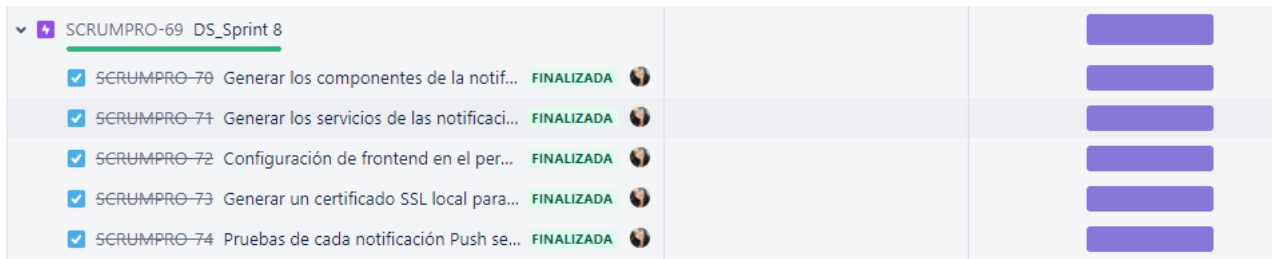 SCRUMPRO-69 DS_Sprint 8
SCRUMPRO-70 Generar los componentes de la notif... FINALIZADA
SCRUMPRO-71 Generar los servicios de las notificaci... FINALIZADA
SCRUMPRO-72 Configuración de frontend en el per... FINALIZADA
SCRUMPRO-73 Generar un certificado SSL local para... FINALIZADA
SCRUMPRO-74 Pruebas de cada notificación Push se... FINALIZADA